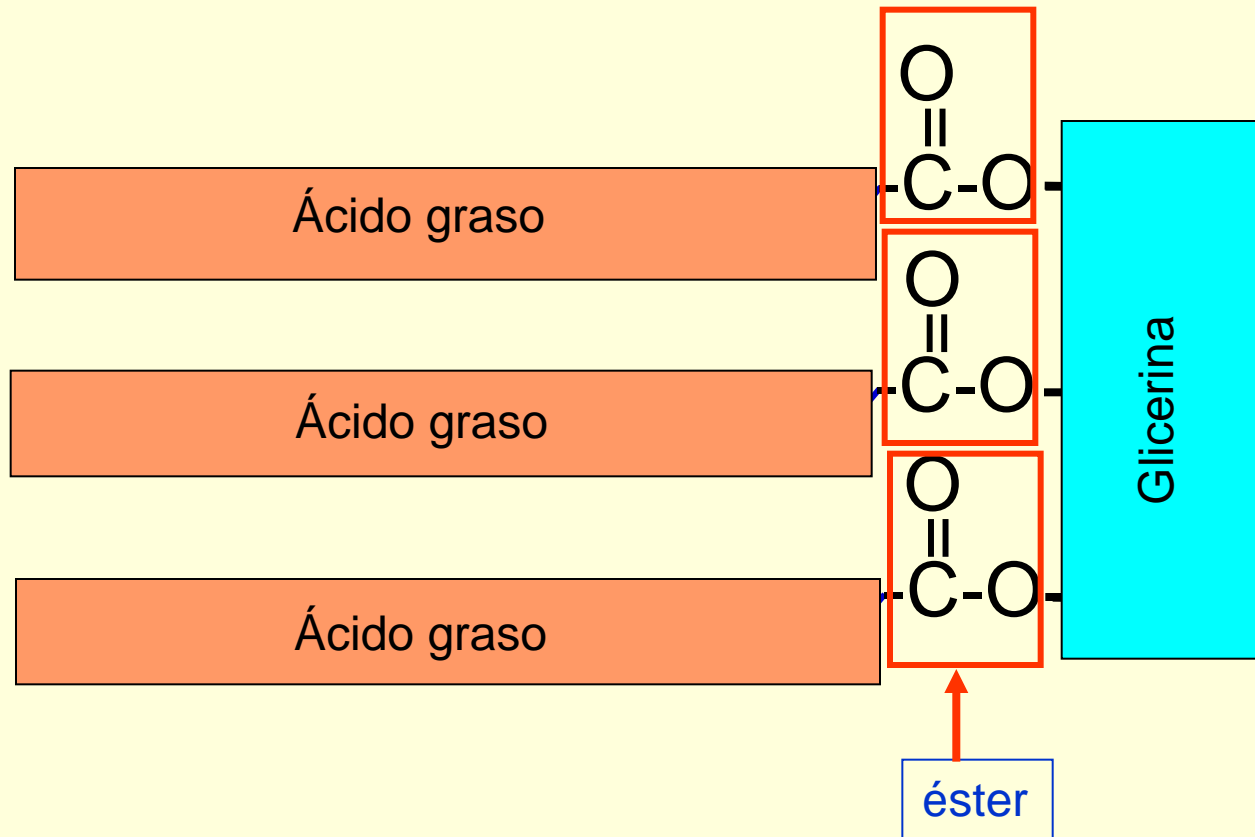 O
||
-C-O-
Ácido graso
O
||
-C-O-
Ácido graso
O
||
-C-O-
Ácido graso
Glicerina
éster